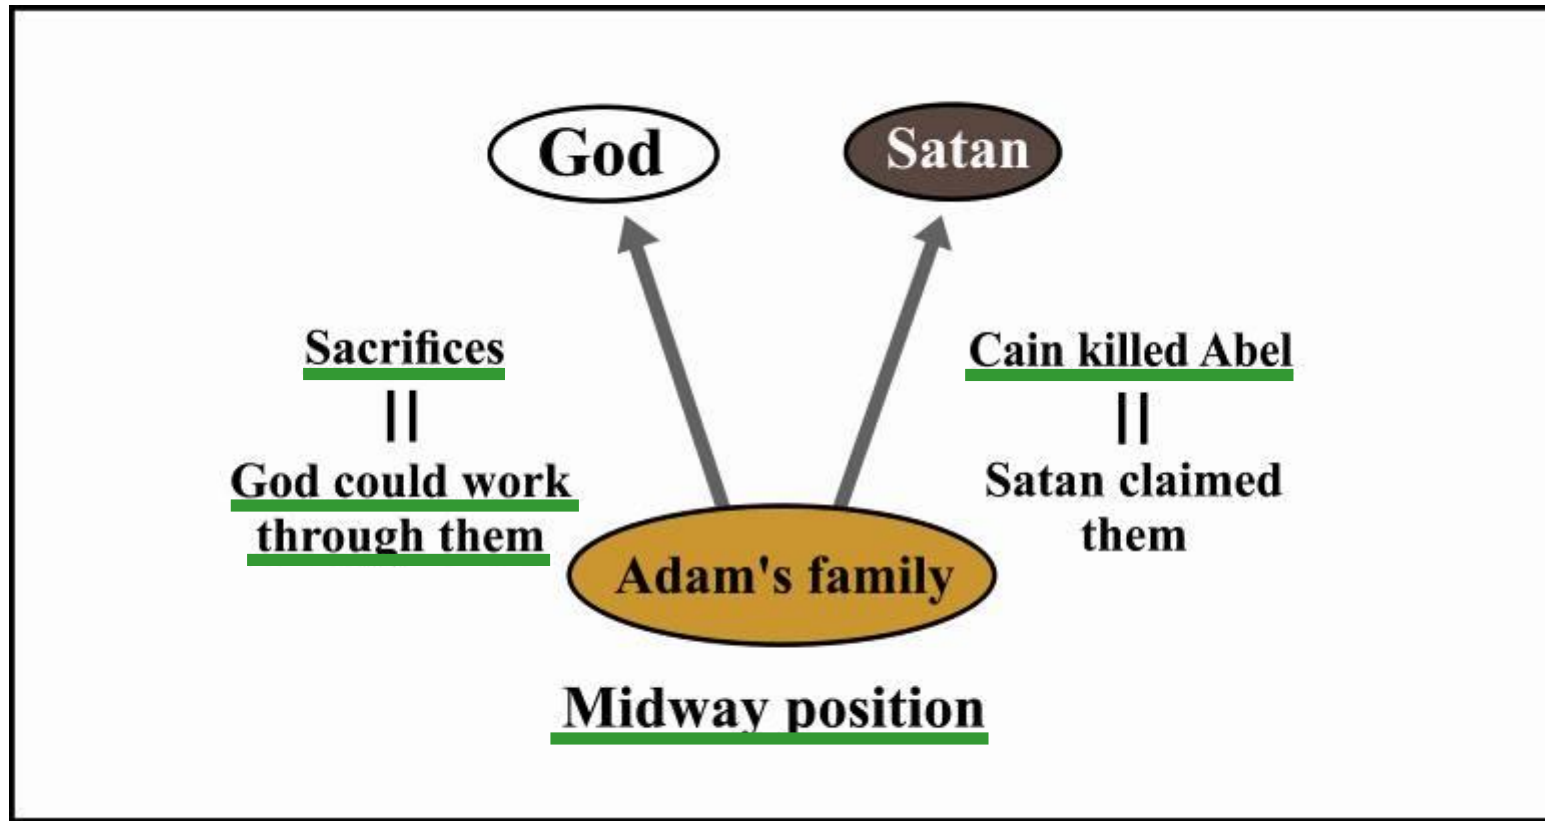 God
Satan
Sacrifices
God could work
through them
Cain killed Abel
Satan claimed
them
Adam's family
Midway position